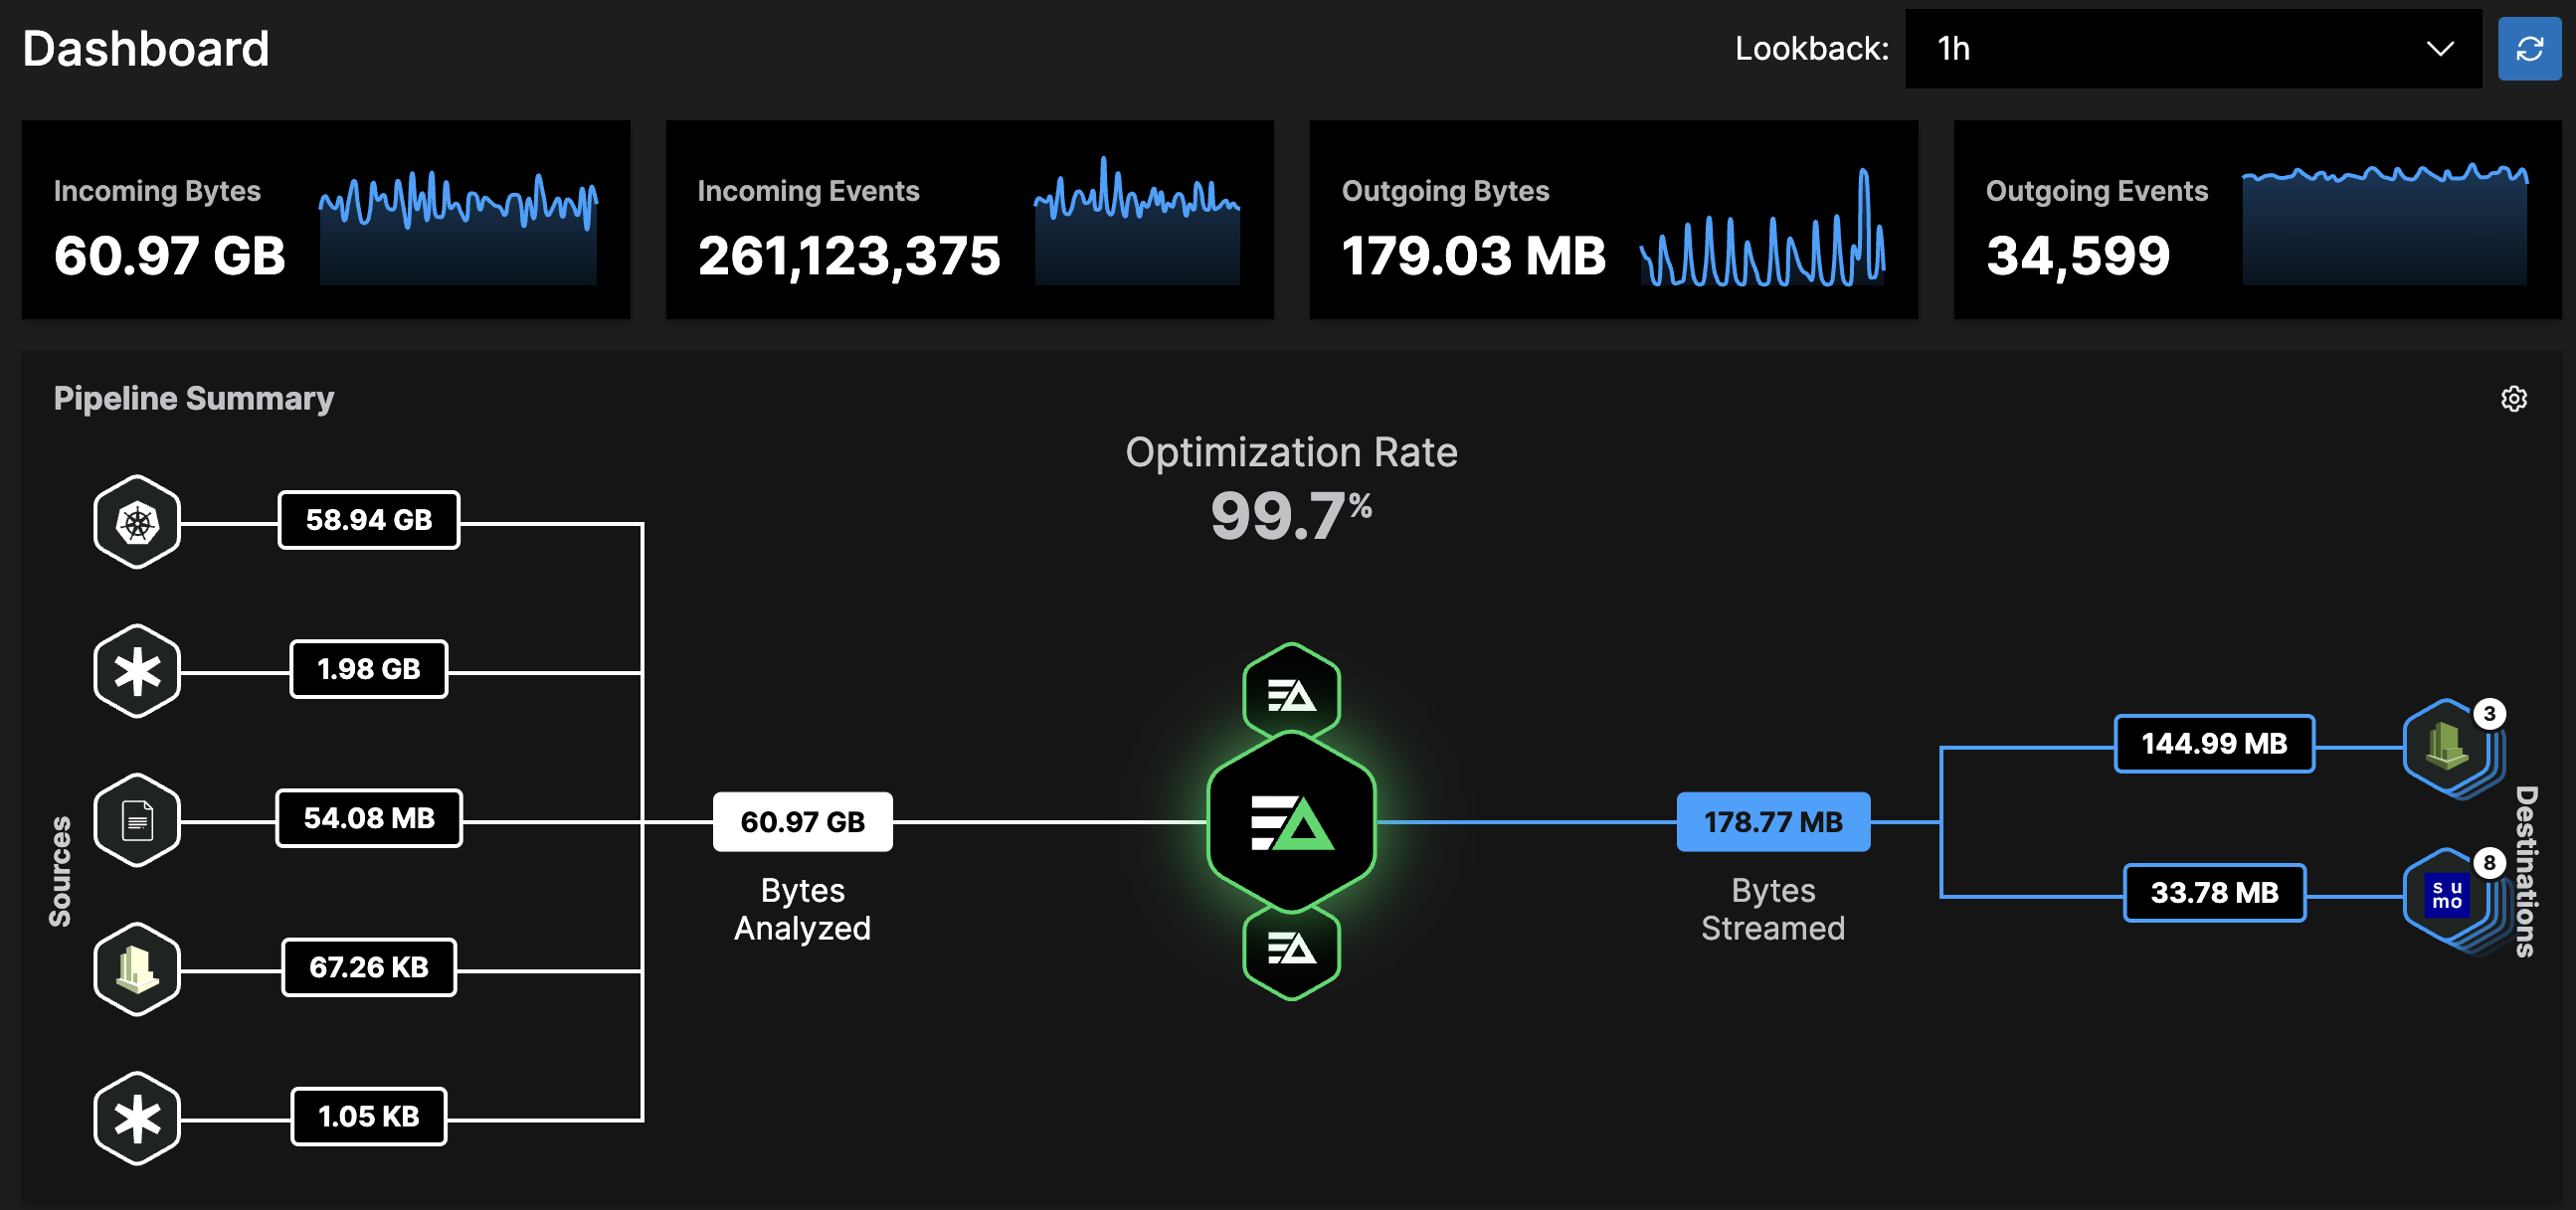 Dashboard
Lookback:
1h
Incoming Bytes
60.97 GB
Incoming Events
261,123,375
Outgoing Bytes
179.03 MB
Outgoing Events
34,599
Pipeline Summary
Optimization Rate
99.7%
Sources
58.94 GB
1.98 GB
54.08 MB
67.26 KB
1.05 KB
60.97 GB
Bytes
Analyzed
178.77 MB
Bytes
Streamed
144.99 MB
3
33.78 MB
8
su
mo
Destinations